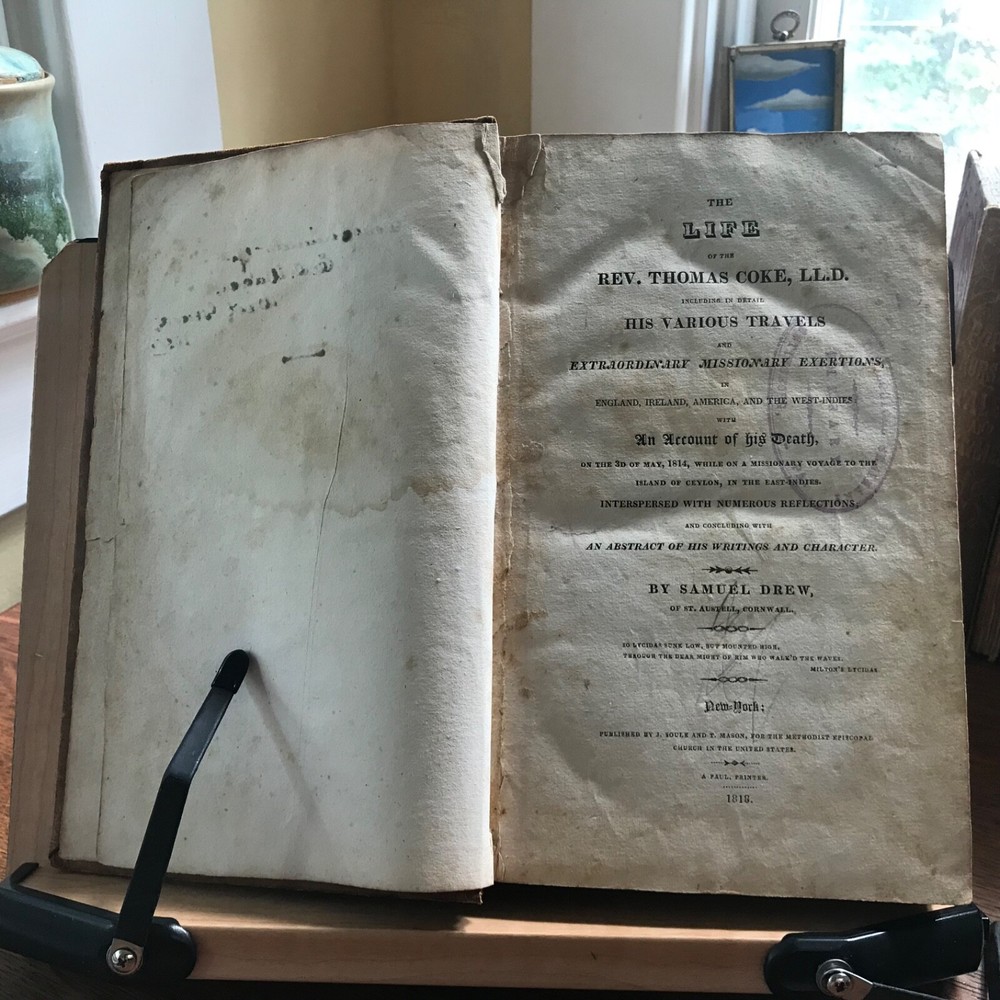 THE
LIFE
OF THE
REV. THOMAS COKE, LL.D.
INCLUDING IN DETAIL
HIS VARIOUS TRAVELS
AND
EXTRAORDINARY MISSIONARY EXERTIONS,
IN
ENGLAND, IRELAND, AMERICA, AND THE WEST-INDIES
WITH
An Account of his Death,
ON THE 3D OF MAY, 1814, WHILE ON A MISSIONARY VOYAGE TO THE
ISLAND OF CEYLON, IN THE EAST-INDIES.
INTERSPERSED WITH NUMEROUS REFLECTIONS,
AND CONCLUDING WITH
AN ABSTRACT OF HIS WRITINGS AND CHARACTER.
BY SAMUEL DREW,
OF ST. AUSTELL, CORNWALL.
SO LYCIDAS SUNK LOW, BUT MOUNTED HIGH,
THROUGH THE DEAR MIGHT OF HIM WHO WALK'D THE WAVES.
MILTON'S LYCIDAS
New-York:
PUBLISHED BY J. SOULE AND T. MASON, FOR THE METHODIST EPISCOPAL
CHURCH IN THE UNITED STATES.
A PAUL, PRINTER.
1818.